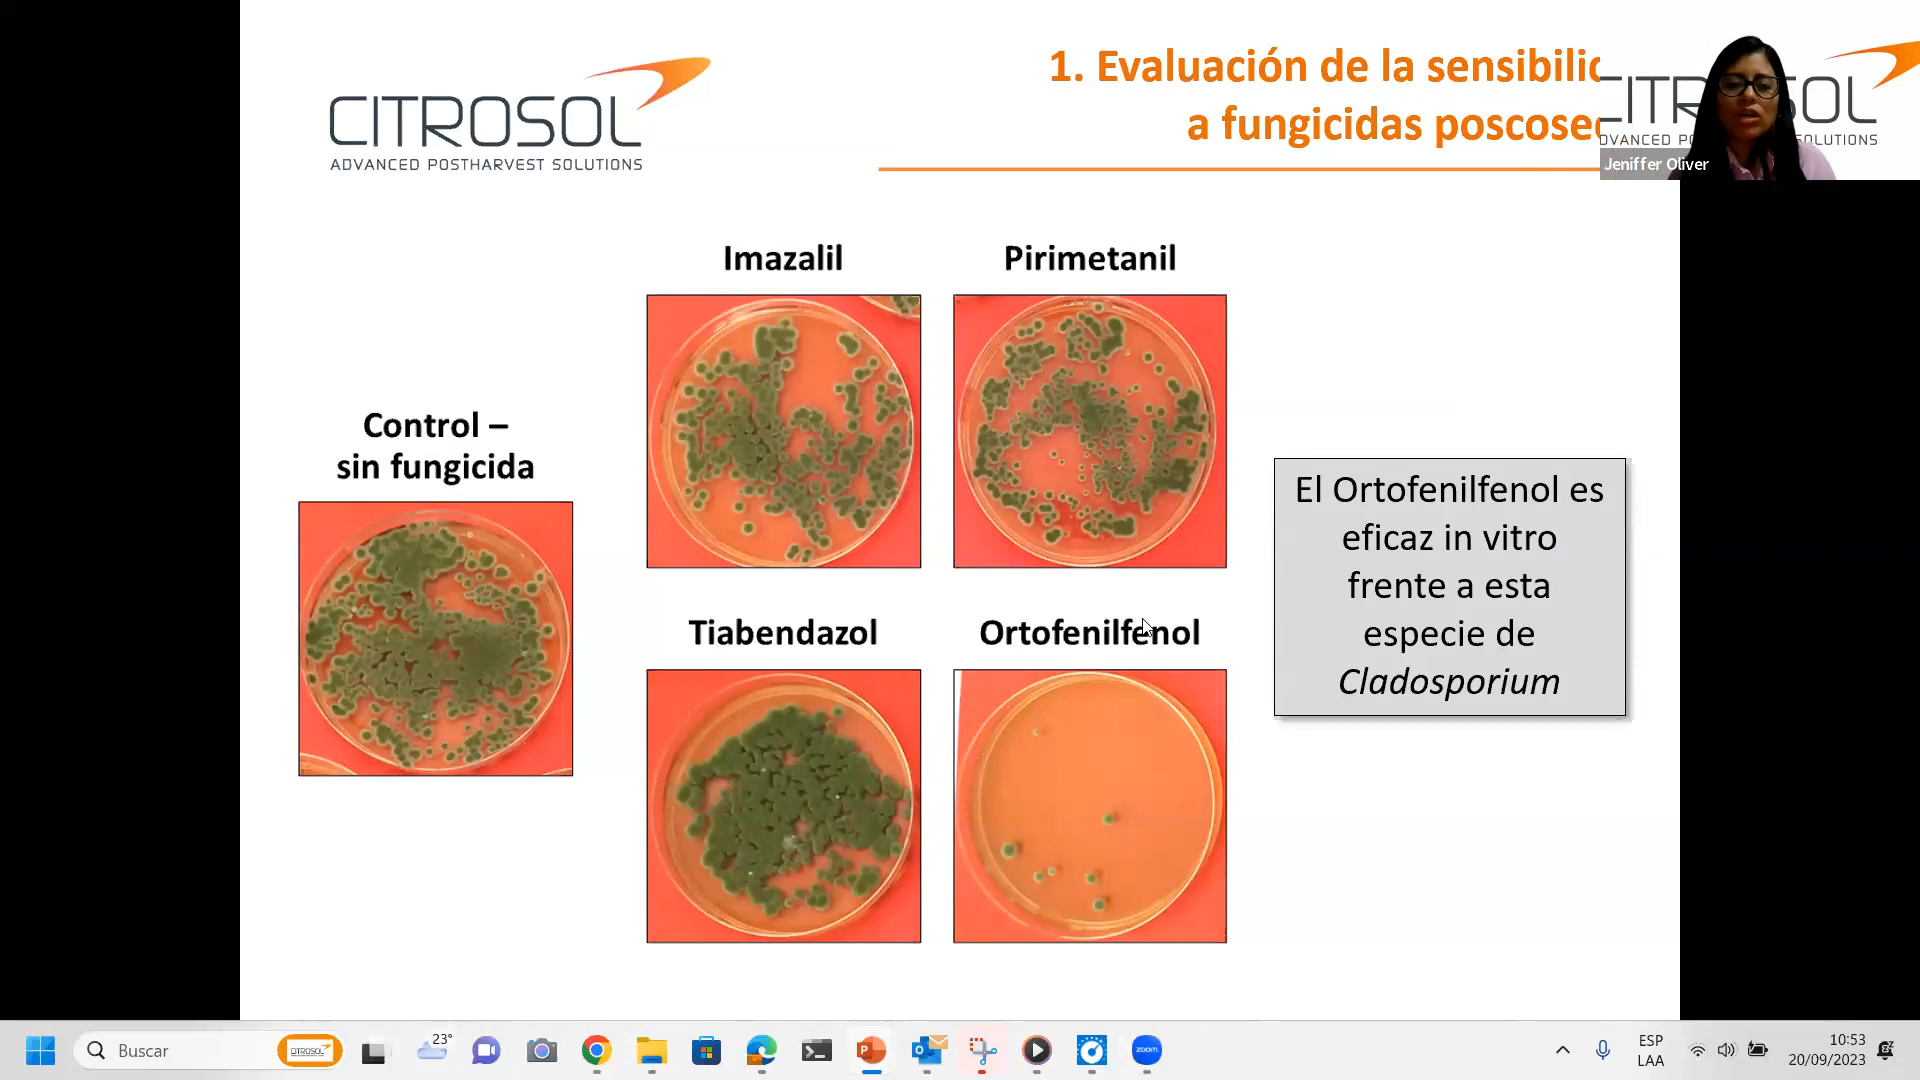 CITROSOL
ADVANCED POSTHARVEST SOLUTIONS
1. Evaluación de la
a fungicidas
Jeniffer Oliver
Imazalil
Pirimetanil
Control –
sin fungicida
Tiabendazol
Ortofenilfenol
El Ortofenilfenol es
eficaz in vitro
frente a esta
especie de
Cladosporium
Buscar
CITROSOL
23°
zoom
ESP
LAA
10:53
20/09/2023